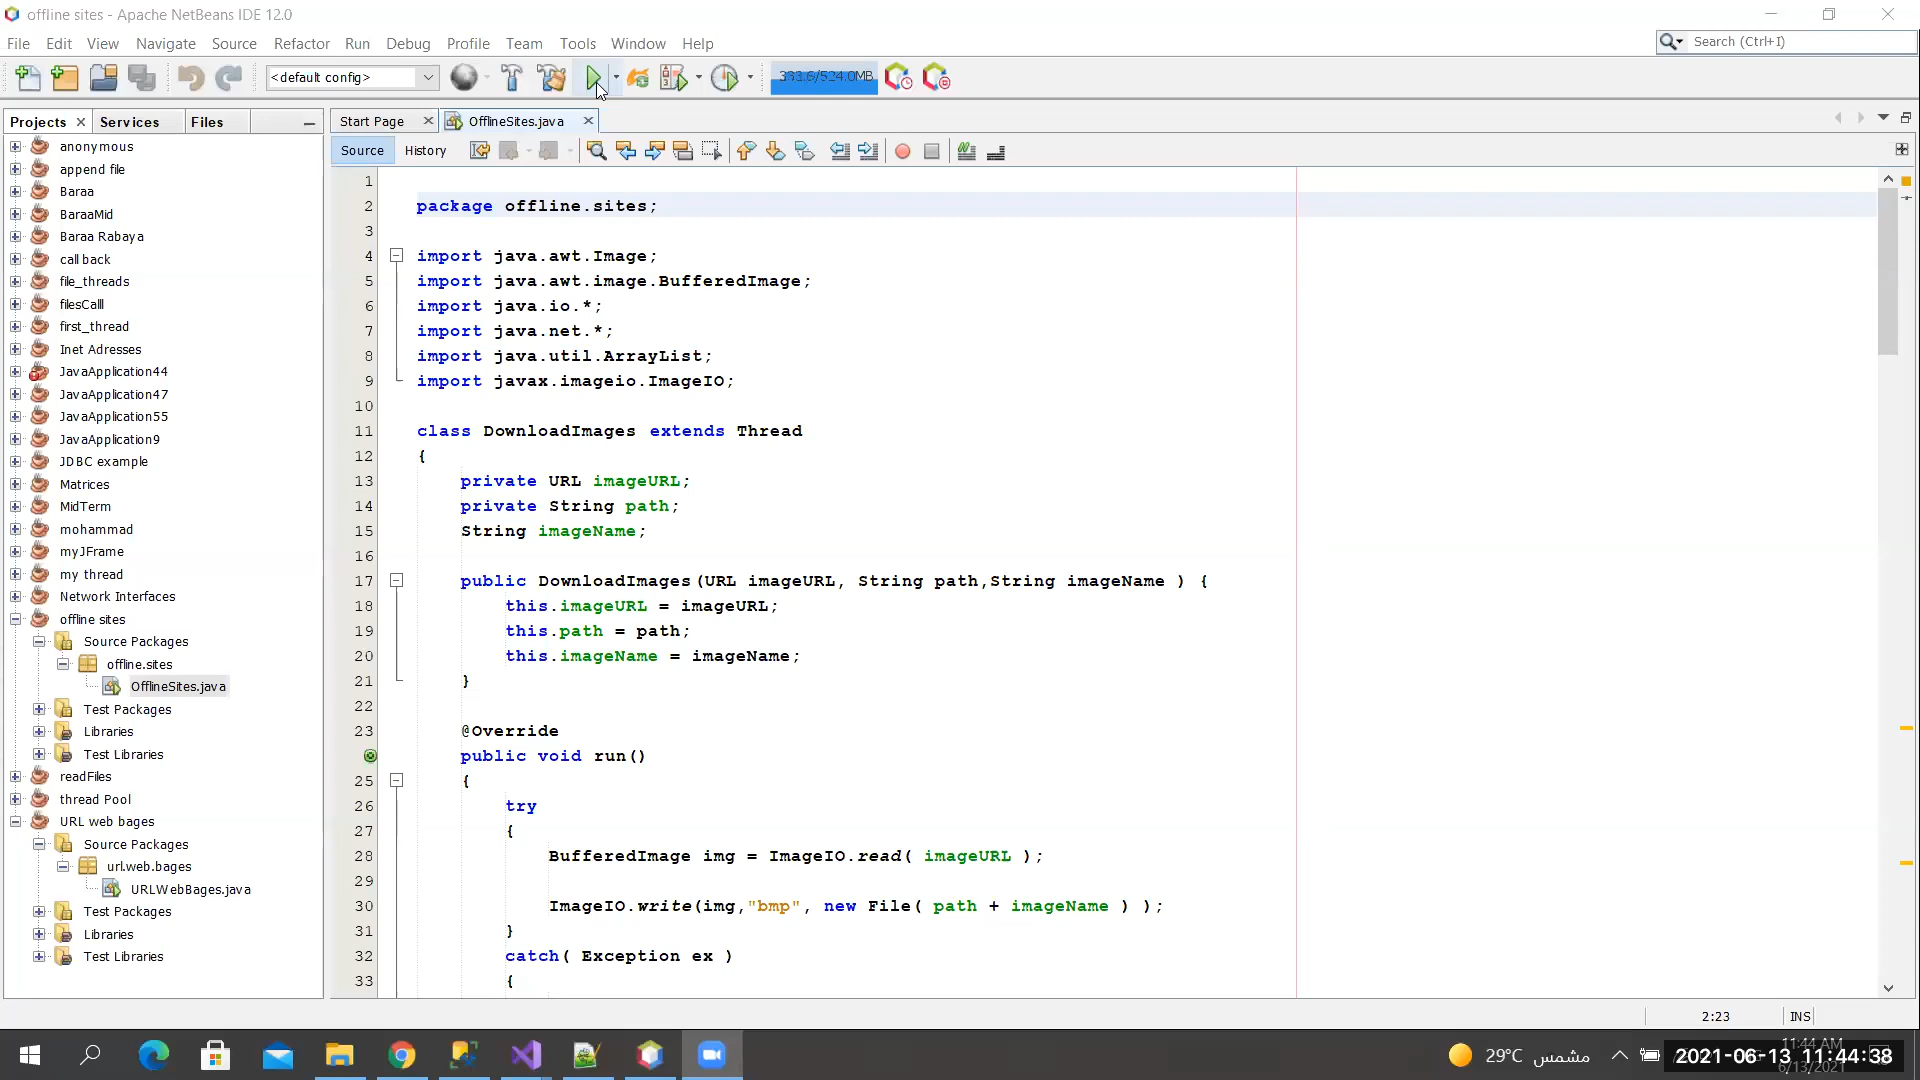 offline sites - Apache NetBeans IDE 12.0
File Edit View Navigate Source Refactor Run Debug Profile Team Tools Window Help
Search (Ctrl+I)
<default config>
333.6/524.0MB
Projects Services Files
Start Page OfflineSites.java
Source History
anonymous
append file
Baraa
BaraaMid
Baraa Rabaya
call back
file_threads
filesCalll
first_thread
Inet Adresses
JavaApplication44
JavaApplication47
JavaApplication55
JavaApplication9
JDBC example
Matrices
MidTerm
mohammad
myJFrame
my thread
Network Interfaces
offline sites
Source Packages
offline.sites
OfflineSites.java
Test Packages
Libraries
Test Libraries
readFiles
thread Pool
URL web bages
Source Packages
url.web.bages
URLWebBages.java
Test Packages
Libraries
Test Libraries
1
2 package offline.sites;
3
4 import java.awt.Image;
5 import java.awt.image.BufferedImage;
6 import java.io.*;
7 import java.net.*;
8 import java.util.ArrayList;
9 import javax.imageio.ImageIO;
10
11 class DownloadImages extends Thread
12 {
13 private URL imageURL;
14 private String path;
15 String imageName;
16
17 public DownloadImages(URL imageURL, String path,String imageName ) {
18 this.imageURL = imageURL;
19 this.path = path;
20 this.imageName = imageName;
21 }
22
23 @Override
public void run()
25 {
26 try
27 {
28 BufferedImage img = ImageIO.read( imageURL );
29
30 ImageIO.write(img,"bmp", new File( path + imageName ) );
31 }
32 catch( Exception ex )
33 {
2:23 INS
29°C مشمس
11:44 AM
2021-06-13 11:44:38
6/13/2021